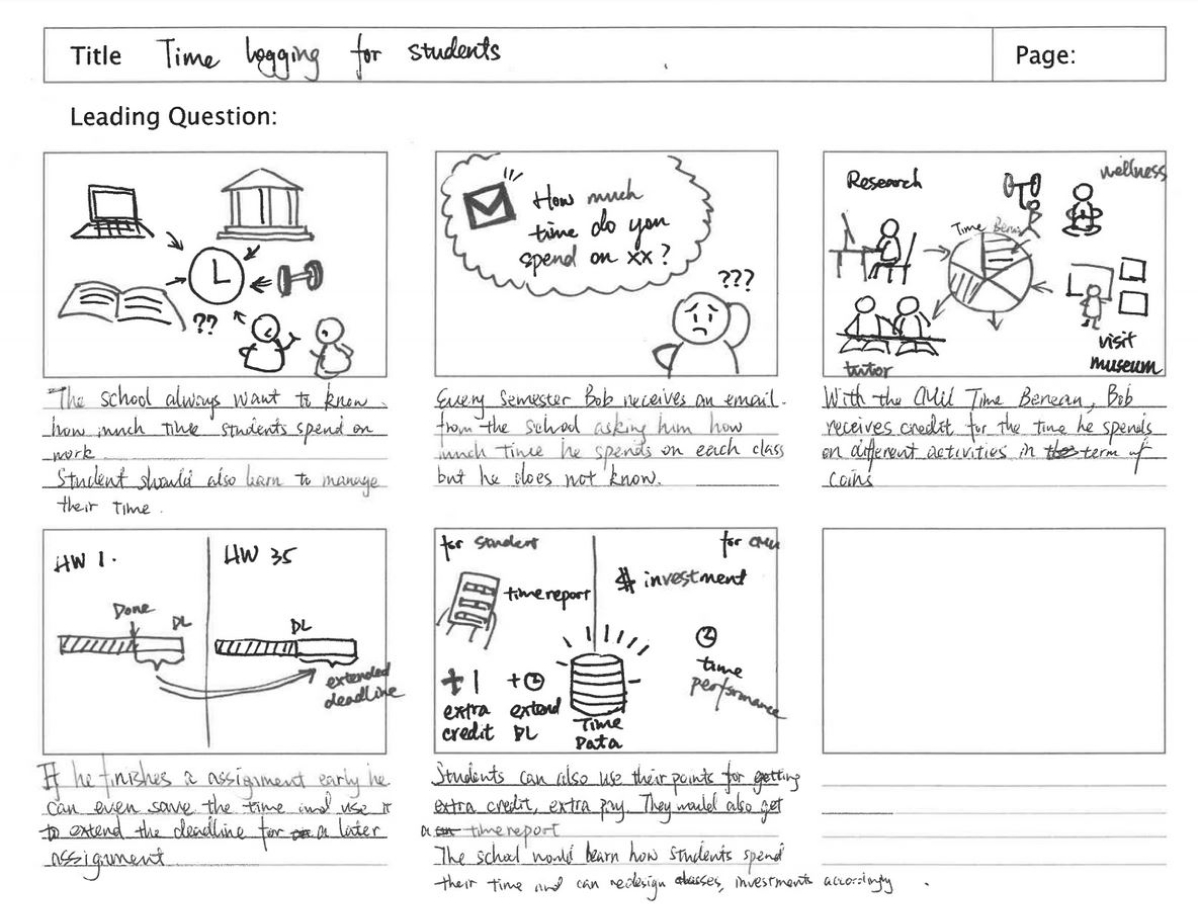 Title Time logging for students
Page:
Leading Question:
??
The school always want to know
how much time students spend on
work
Student should also learn to manage
their time.
How much
time do you
spend on xx?
???
Every semester Bob receives an email
from the school asking him how
much time he spends on each class
but he does not know.
Research
wellness
Time
tutor
visit
museum
With the CMU Time Bereau, Bob
receives credit for the time he spends
on different activities in term of
coins
HW 1.
Done
DL
HW 35
DL
extended
deadline
If he finishes a assignment early he
can even save the time and use it
to extend the deadline for a later
assignment
for student
time report
+1
extra
credit
+
extend
DL
Time
Data
for CMU
$ investment
time
performance
Students can also use their points for getting
extra credit, extra pay. They would also get
a time report
The school would learn how students spend
their time and can redesign classes, investments accordingly.